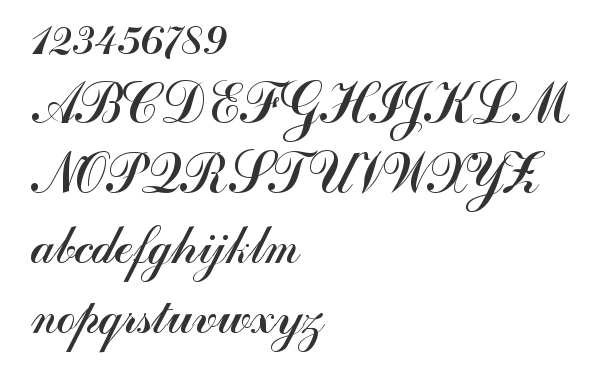 123456789
ABCDEFGHIJKLM
NOPQRSTUVWXYZ
abcdefghijklm
nopqrstuvwxyz